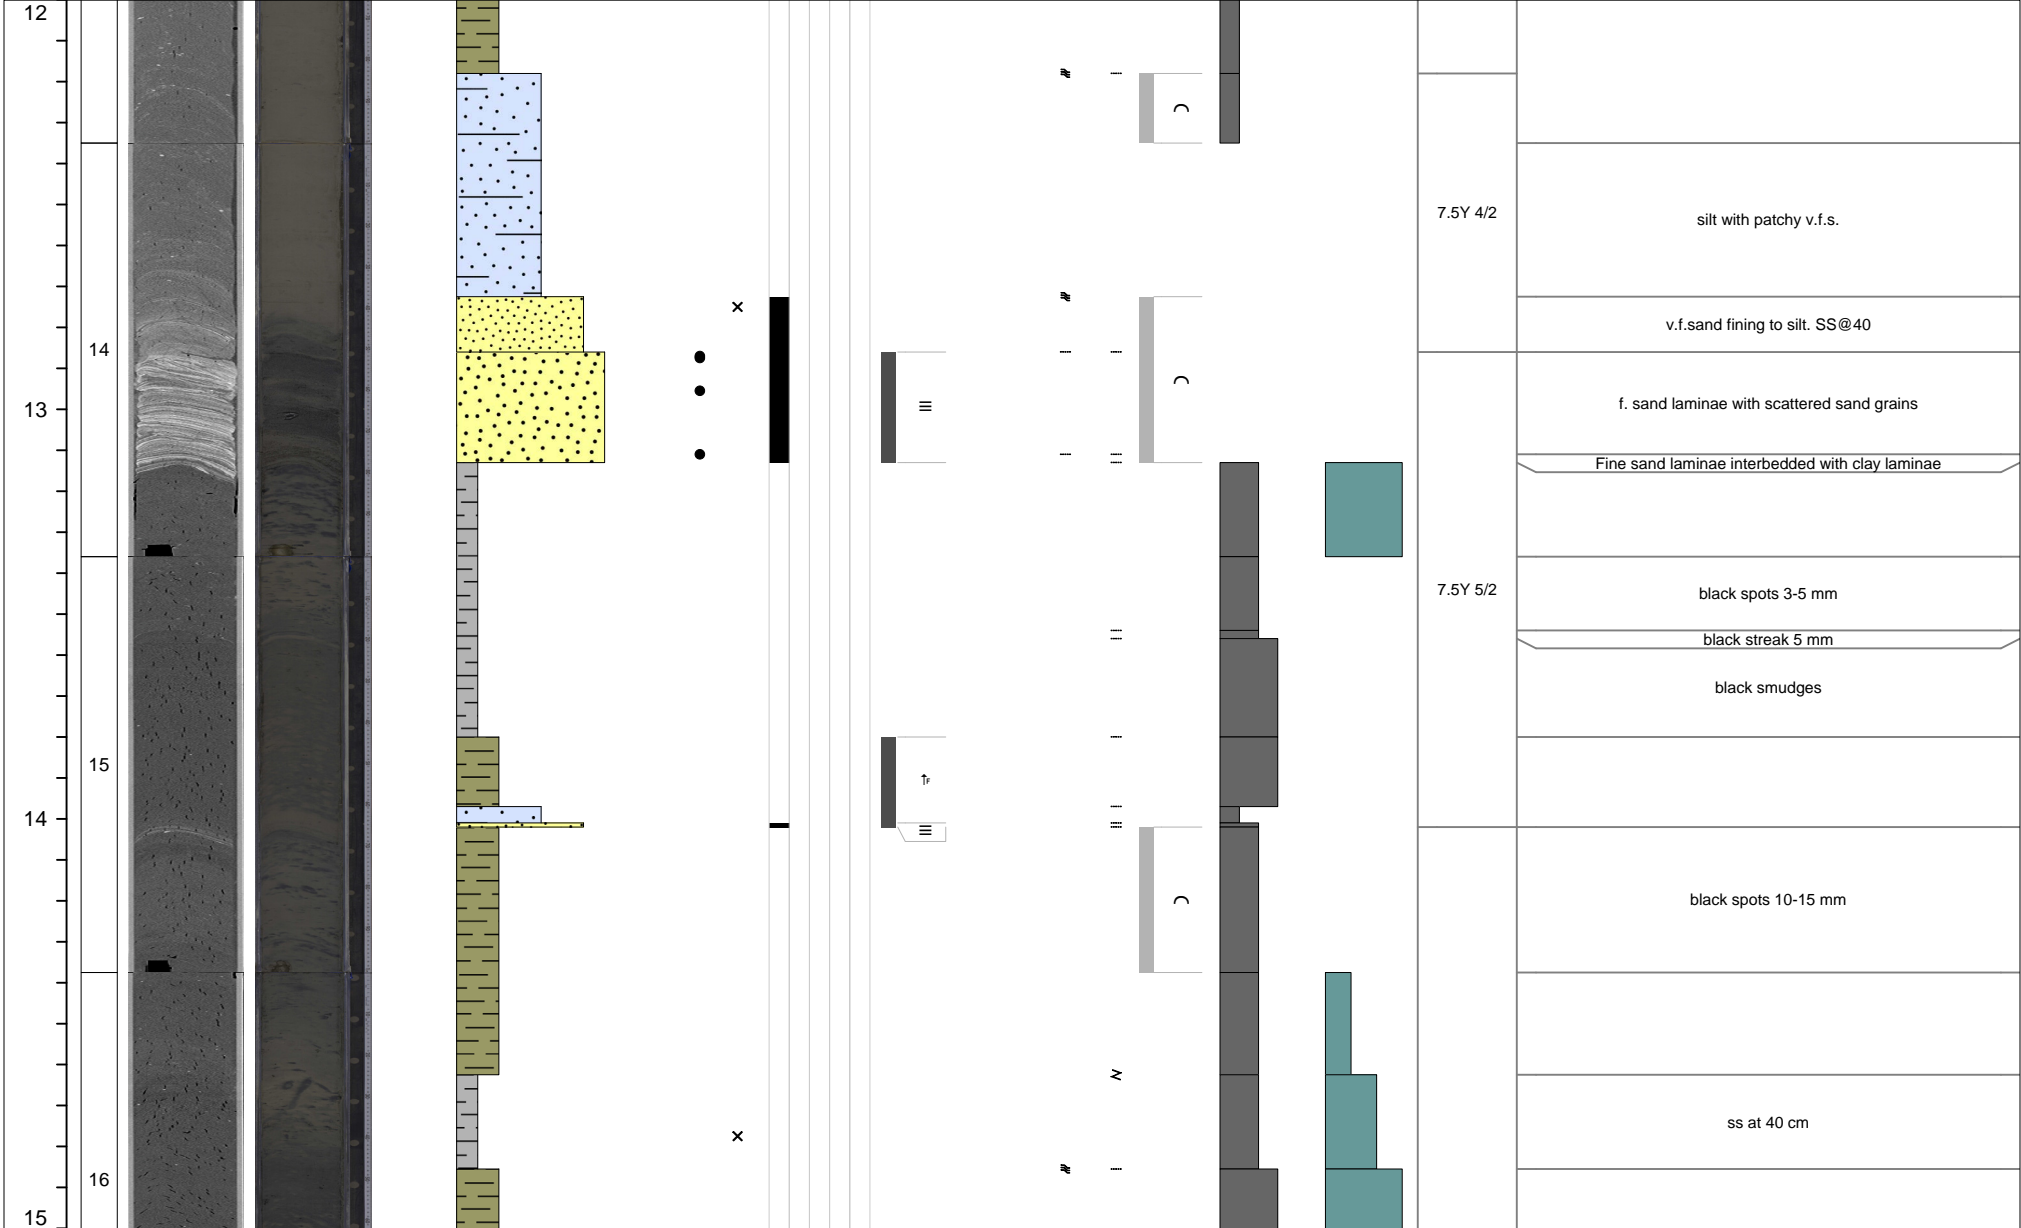 12
7.5Y 4/2
silt with patchy v.f.s.
v.f.sand fining to silt. SS@40
14
13
f. sand laminae with scattered sand grains
Fine sand laminae interbedded with clay laminae
7.5Y 5/2
black spots 3-5 mm
black streak 5 mm
black smudges
15
F
14
black spots 10-15 mm
ss at 40 cm
16
15